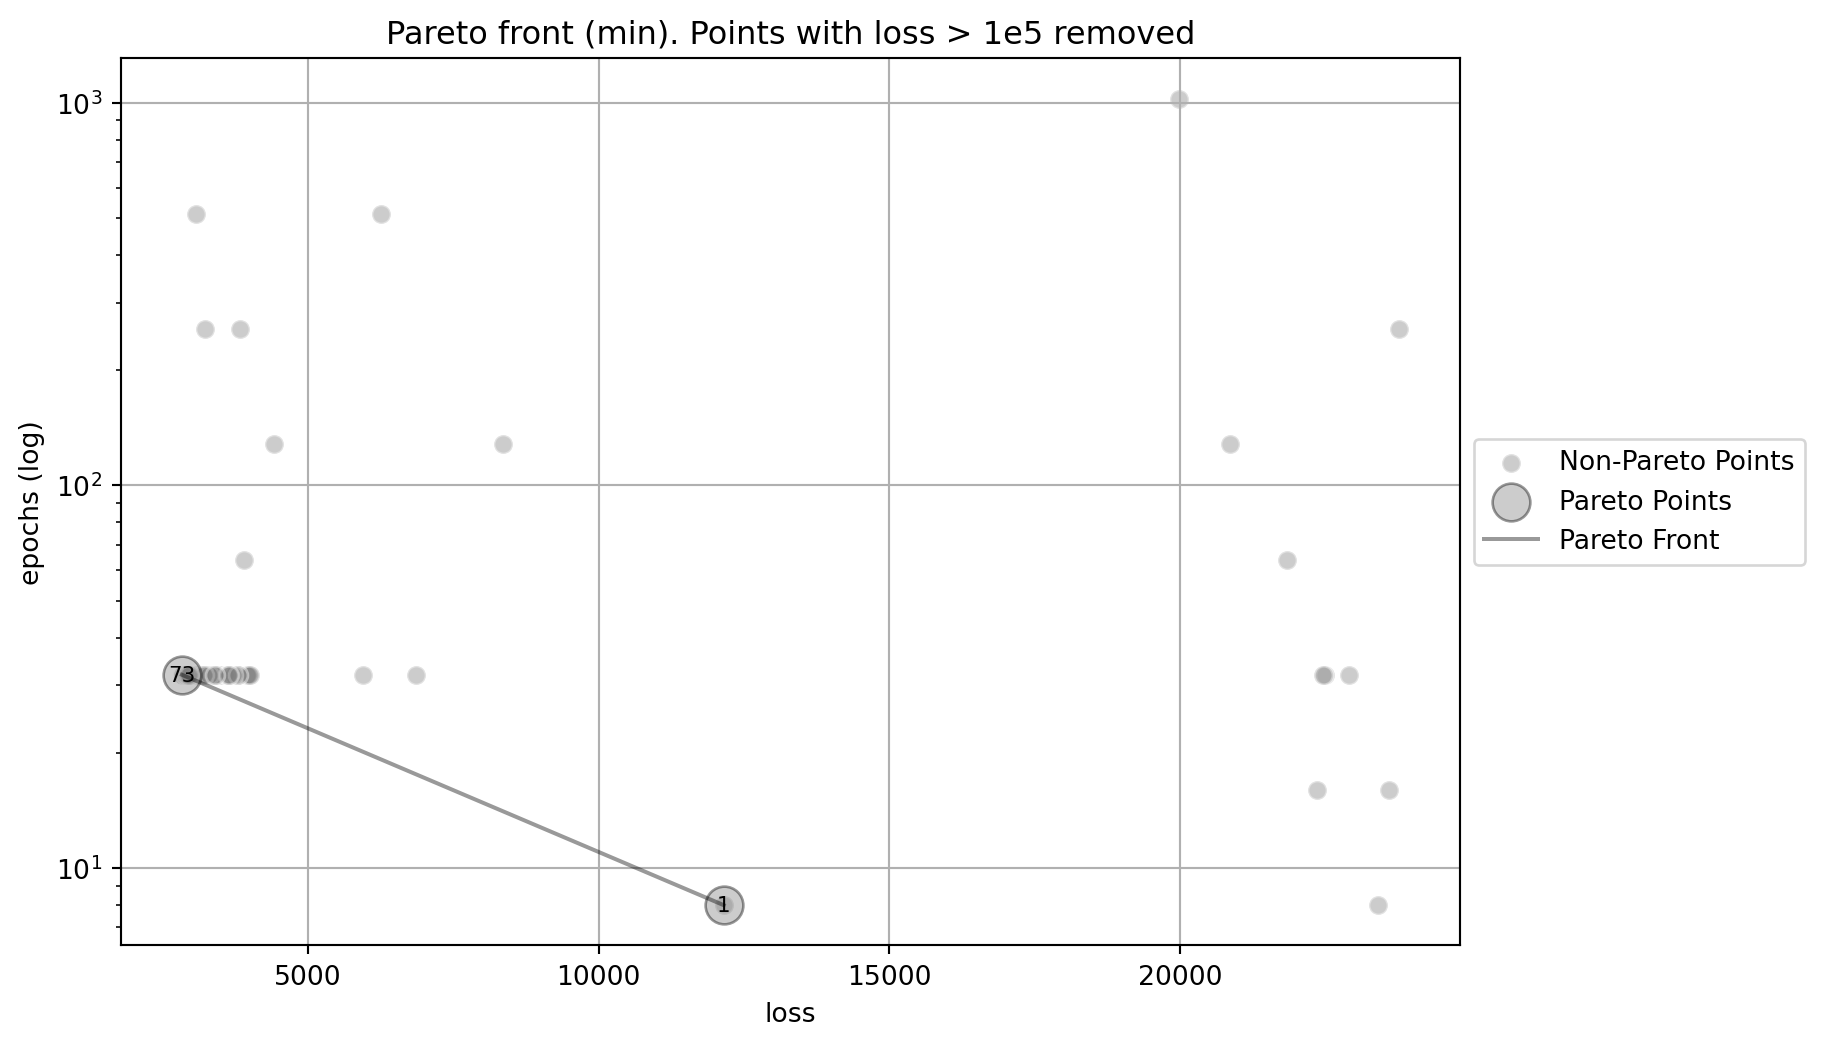 Pareto front (min). Points with loss > 1e5 removed
epochs (log)
10³
10²
10¹
73
1
5000
10000
15000
20000
loss
Non-Pareto Points
Pareto Points
Pareto Front